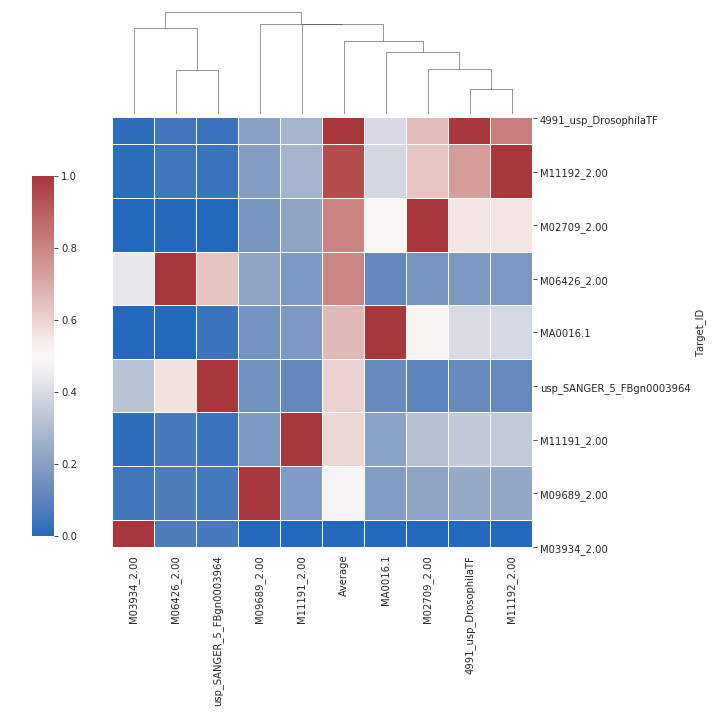 4991_usp_DrosophilaTF
M11192_2.00
M02709_2.00
M06426_2.00
MA0016.1
usp_SANGER_5_FBgn0003964
M11191_2.00
M09689_2.00
M03934_2.00
Target_ID
1.0
0.8
0.6
0.4
0.2
0.0
M03934_2.00
M06426_2.00
usp_SANGER_5_FBgn0003964
M09689_2.00
M11191_2.00
Average
MA0016.1
M02709_2.00
4991_usp_DrosophilaTF
M11192_2.00